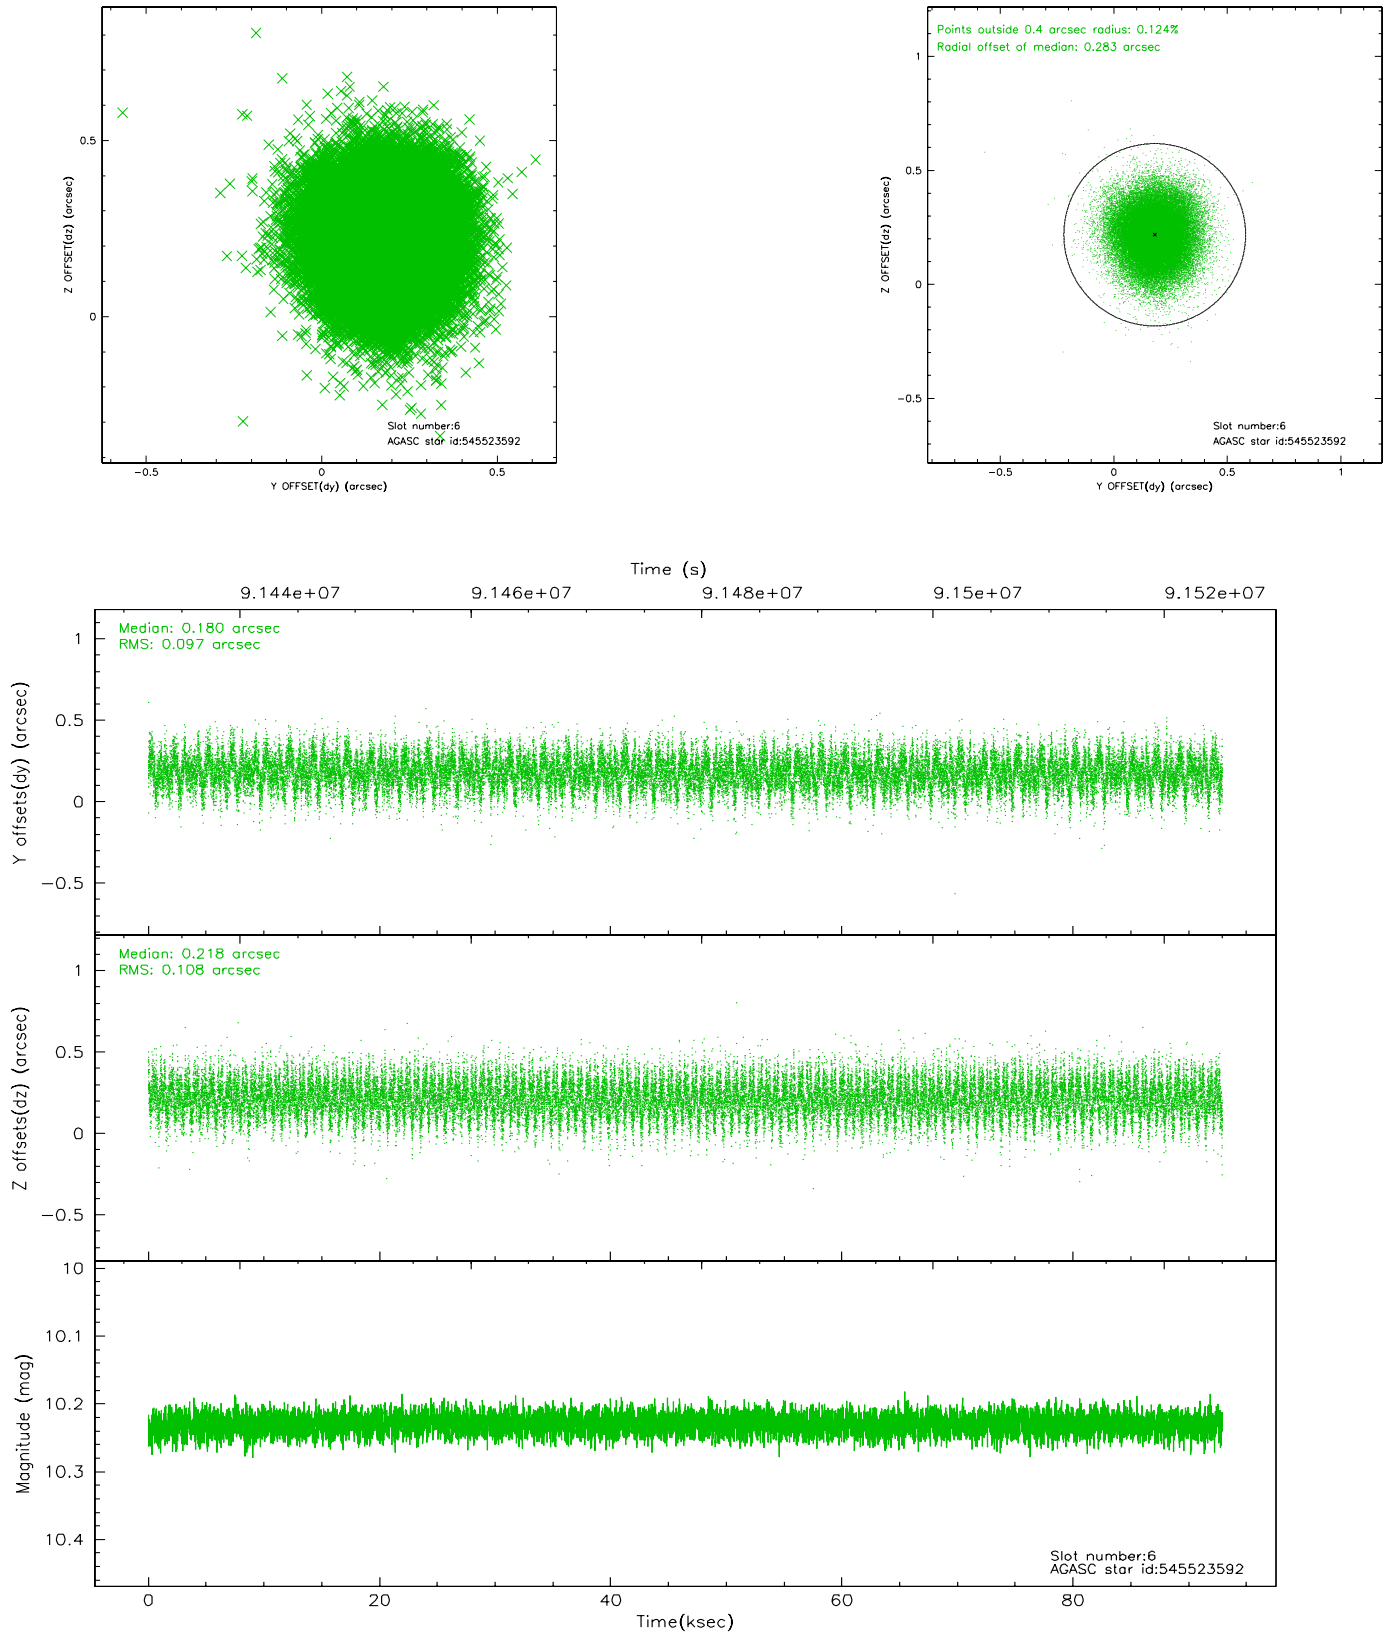 0.5
0
Z OFFSET(dz) (arcsec)
Slot number:6
AGASC star id:545523592
-0.5 0 0.5
Y OFFSET(dy) (arcsec)
Points outside 0.4 arcsec radius: 0.124%
Radial offset of median: 0.283 arcsec
1
0.5
0
-0.5
Z OFFSET(dz) (arcsec)
Slot number:6
AGASC star id:545523592
-0.5 0 0.5 1
Y OFFSET(dy) (arcsec)
Time (s)
9.144e+07 9.146e+07 9.148e+07 9.15e+07 9.152e+07
Median: 0.180 arcsec
RMS: 0.097 arcsec
1
0.5
0
-0.5
Y offsets(dy) (arcsec)
Median: 0.218 arcsec
RMS: 0.108 arcsec
1
0.5
0
-0.5
Z offsets(dz) (arcsec)
10
10.1
10.2
10.3
10.4
Magnitude (mag)
Slot number:6
AGASC star id:545523592
0 20 40 60 80
Time(ksec)